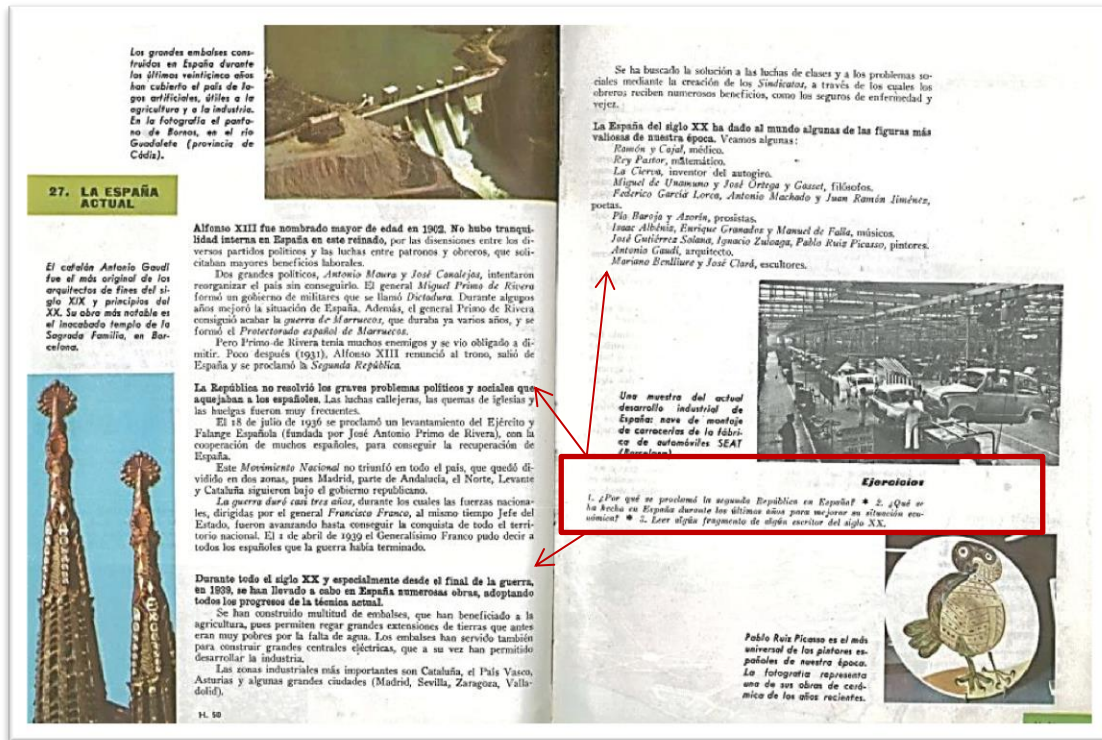 Los grandes embalses cons-
truidos en España durante
los últimos veinticinco años
han cubierto el país de la-
gos artificiales, útiles a la
agricultura y a la industria.
En la fotografía el panta-
no de Bornos, en el río
Guadalete (provincia de
Cádiz).
27. LA ESPAÑA
ACTUAL
El catalán Antonio Gaudí
fue el más original de los
arquitectos de fines del si-
glo XIX y principios del
XX. Su obra más notable es
el inacabado templo de la
Sagrada Familia, en Bar-
celona.
Alfonso XIII fue nombrado mayor de edad en 1902. No hubo tranqui-
lidad interna en España en este reinado, por las disensiones entre los di-
versos partidos políticos y las luchas entre patronos y obreros, que soli-
citaban mayores beneficios laborales.
Dos grandes políticos, Antonio Maura y José Canalejas, intentaron
reorganizar el país sin conseguirlo. El general Miguel Primo de Rivera
formó un gobierno de militares que se llamó Dictadura. Durante algunos
años mejoró la situación de España. Además, el general Primo de Rivera
consiguió acabar la guerra de Marruecos, que duraba ya varios años, y se
formó el Protectorado español de Marruecos.
Pero Primo de Rivera tenía muchos enemigos y se vio obligado a di-
mitir. Poco después (1931), Alfonso XIII renunció al trono, salió de
España y se proclamó la Segunda República.
La República no resolvió los graves problemas políticos y sociales que
aquejaban a los españoles. Las luchas callejeras, las quemas de iglesias y
las huelgas fueron muy frecuentes.
El 18 de julio de 1936 se proclamó un levantamiento del Ejército y
Falange Española (fundada por José Antonio Primo de Rivera), con la
cooperación de muchos españoles, para conseguir la recuperación de
España.
Este Movimiento Nacional no triunfó en todo el país, que quedó di-
vidido en dos zonas, pues Madrid, parte de Andalucía, el Norte, Levante
y Cataluña siguieron bajo el gobierno republicano.
La guerra duró casi tres años, durante los cuales las fuerzas naciona-
les, dirigidas por el general Francisco Franco, al mismo tiempo Jefe del
Estado, fueron avanzando hasta conseguir la conquista de todo el terri-
torio nacional. El 1 de abril de 1939 el Generalísimo Franco pudo decir a
todos los españoles que la guerra había terminado.
Durante todo el siglo XX y especialmente desde el final de la guerra,
en 1939, se han llevado a cabo en España numerosas obras, adoptando
todos los progresos de la técnica actual.
Se han construido multitud de embalses, que han beneficiado a la
agricultura, pues permiten regar grandes extensiones de tierras que antes
eran muy pobres por la falta de agua. Los embalses han servido también
para construir grandes centrales eléctricas, que a su vez han permitido
desarrollar la industria.
Las zonas industriales más importantes son Cataluña, el País Vasco,
Asturias y algunas grandes ciudades (Madrid, Sevilla, Zaragoza, Valla-
dolid).
H. 50
Se ha buscado la solución a las luchas de clases y a los problemas so-
ciales mediante la creación de los Sindicatos, a través de los cuales los
obreros reciben numerosos beneficios, como los seguros de enfermedad y
vejez.
La España del siglo XX ha dado al mundo algunas de las figuras más
valiosas de nuestra época. Veamos algunas:
Ramón y Cajal, médico.
Rey Pastor, matemático.
La Cierva, inventor del autogiro.
Miguel de Unamuno y José Ortega y Gasset, filósofos.
Federico García Lorca, Antonio Machado y Juan Ramón Jiménez,
poetas.
Pío Baroja y Azorín, prosistas.
Isaac Albéniz, Enrique Granados y Manuel de Falla, músicos.
José Gutiérrez Solana, Ignacio Zuloaga, Pablo Ruiz Picasso, pintores.
Antonio Gaudí, arquitecto.
Mariano Benlliure y José Clará, escultores.
Una muestra del actual
desarrollo industrial de
España: nave de montaje
de carrocerías de la fábri-
ca de automóviles SEAT
(Barcelona)
Ejercicios
1. ¿Por qué se proclamó la segunda República en España? * 2. ¿Qué se
ha hecho en España durante los últimos años para mejorar su situación eco-
nómica? * 3. Leer algún fragmento de algún escritor del siglo XX.
Pablo Ruiz Picasso es el más
universal de los pintores es-
pañoles de nuestra época.
La fotografía representa
una de sus obras de cerá-
mica de los años recientes.